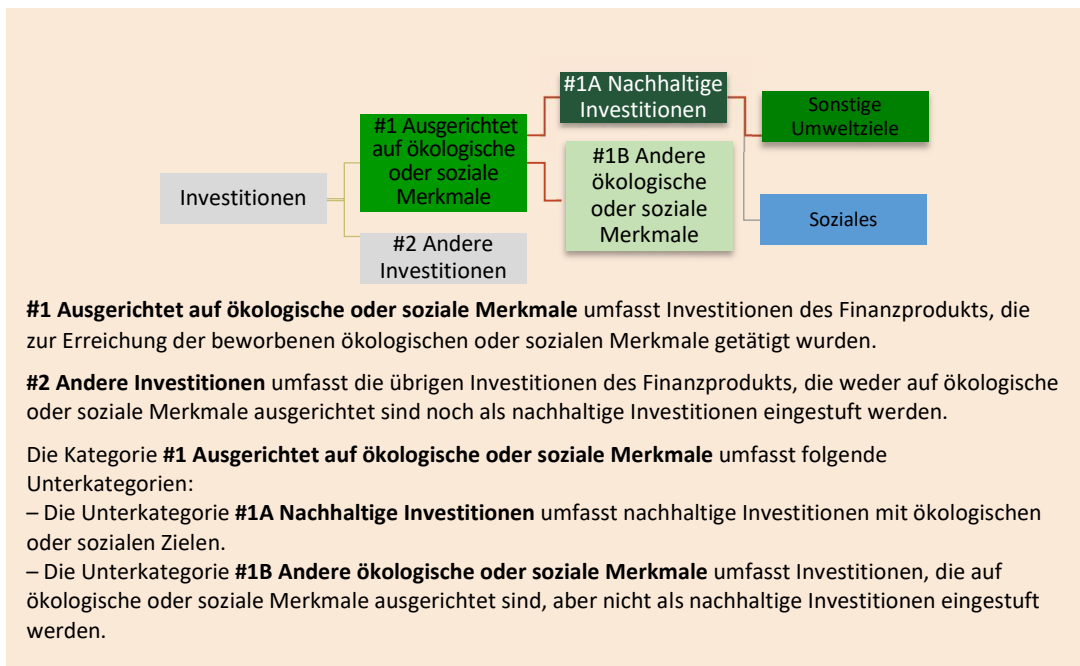 #1A Nachhaltige
Investitionen
Sonstige
Umweltziele
#1 Ausgerichtet
auf ökologische
oder soziale
Merkmale
#1B Andere
ökologische
oder soziale
Merkmale
Investitionen
Soziales
#2 Andere
Investitionen
#1 Ausgerichtet auf ökologische oder soziale Merkmale umfasst Investitionen des Finanzprodukts, die
zur Erreichung der beworbenen ökologischen oder sozialen Merkmale getätigt wurden.
#2 Andere Investitionen umfasst die übrigen Investitionen des Finanzprodukts, die weder auf ökologische
oder soziale Merkmale ausgerichtet sind noch als nachhaltige Investitionen eingestuft werden.
Die Kategorie #1 Ausgerichtet auf ökologische oder soziale Merkmale umfasst folgende
Unterkategorien:
– Die Unterkategorie #1A Nachhaltige Investitionen umfasst nachhaltige Investitionen mit ökologischen
oder sozialen Zielen.
– Die Unterkategorie #1B Andere ökologische oder soziale Merkmale umfasst Investitionen, die auf
ökologische oder soziale Merkmale ausgerichtet sind, aber nicht als nachhaltige Investitionen eingestuft
werden.